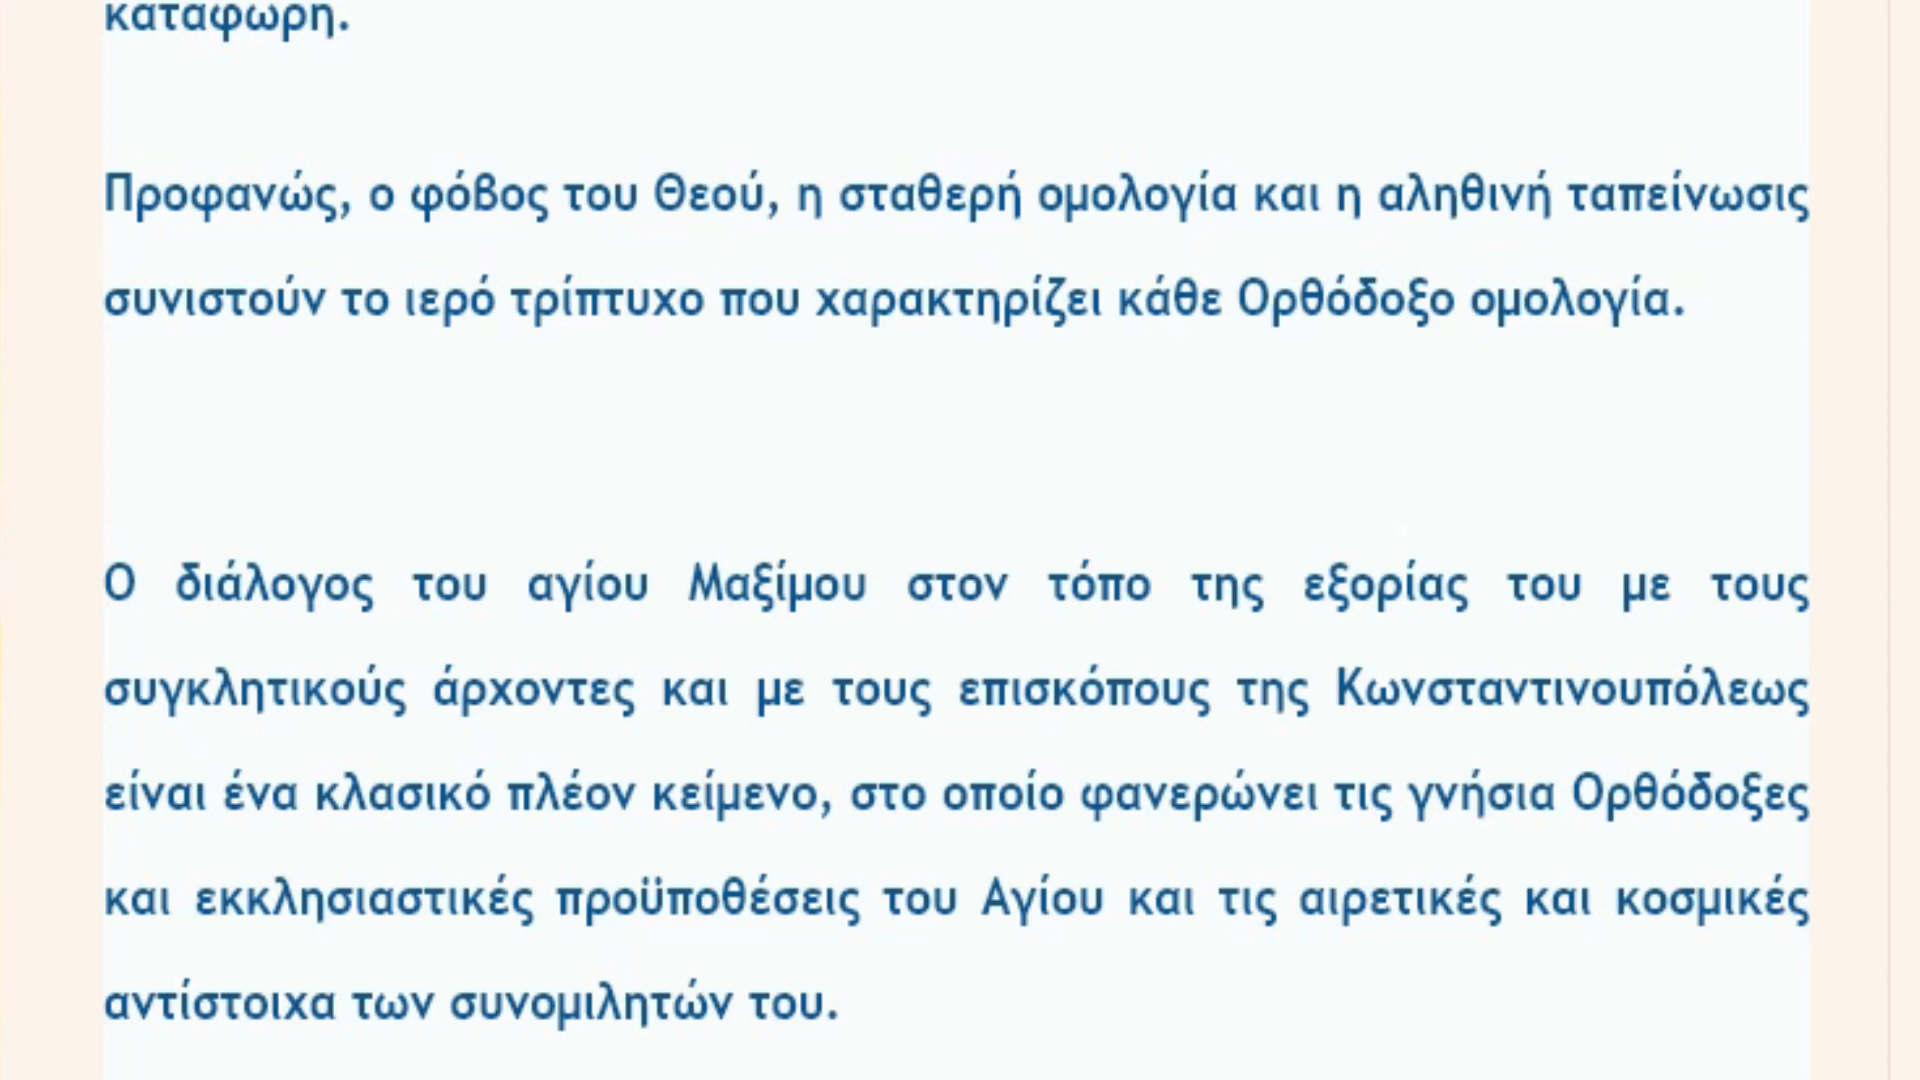 κατάφωρη.
Προφανώς, ο φόβος του Θεού, η σταθερή ομολογία και η αληθινή ταπείνωσις
συνιστούν το ιερό τρίπτυχο που χαρακτηρίζει κάθε Ορθόδοξο ομολογία.
Ο διάλογος του αγίου Μαξίμου στον τόπο της εξορίας του με τους
συγκλητικούς άρχοντες και με τους επισκόπους της Κωνσταντινουπόλεως
είναι ένα κλασικό πλέον κείμενο, στο οποίο φανερώνει τις γνήσια Ορθόδοξες
και εκκλησιαστικές προϋποθέσεις του Αγίου και τις αιρετικές και κοσμικές
αντίστοιχα των συνομιλητών του.